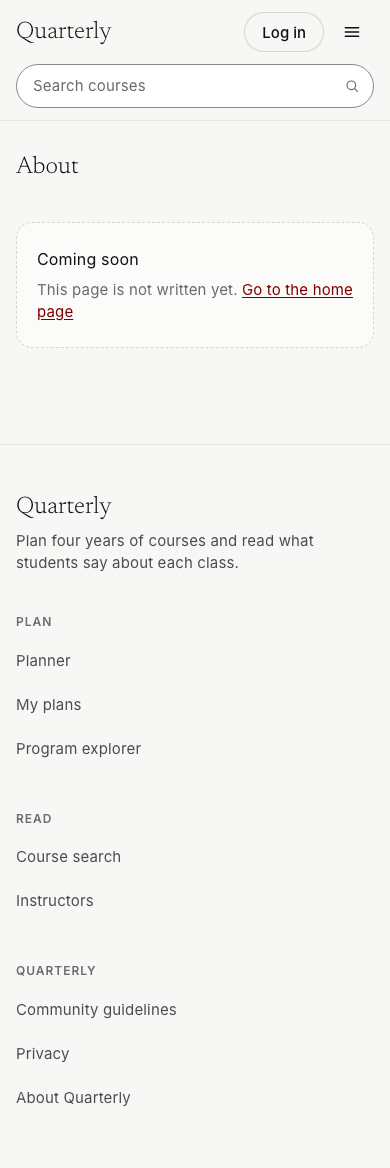 Quarterly
Log in
Search courses
About
Coming soon
This page is not written yet. Go to the home
page
Quarterly
Plan four years of courses and read what
students say about each class.
PLAN
Planner
My plans
Program explorer
READ
Course search
Instructors
QUARTERLY
Community guidelines
Privacy
About Quarterly